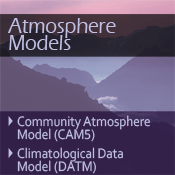 Atmosphere
Models
Community Atmosphere
Model (CAM5)
Climatological Data
Model (DATM)